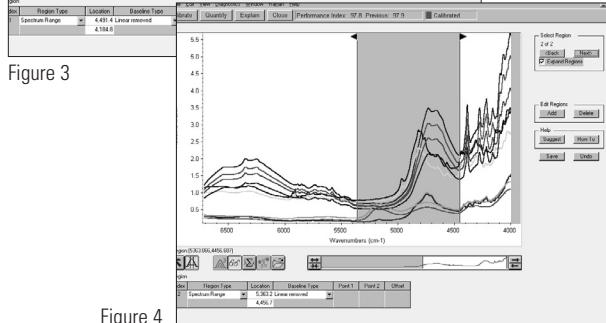 Region Type Location Baseline Type
Spectrum Range 4,491.4 Linear removed
4,184.8
Figure 3
Edit View Diagnostics Window Help
Quantify Explain Close Performance Index: 97.8 Previous: 97.9 Calibrated
5.5
5.0
4.5
4.0
3.5
3.0
2.5
2.0
1.5
1.0
0.5
6500 6000 5500 5000 4500 4000
Wavenumbers (cm-1)
Select Region
2 of 2
<Back Next>
Expand Regions
Edit Regions
Add Delete
Help
Suggest How To
Save Undo
Region Type Location Baseline Type Point 1 Point 2 Offset
2 Spectrum Range 5,363.2 Linear removed
4,456.7
Figure 4